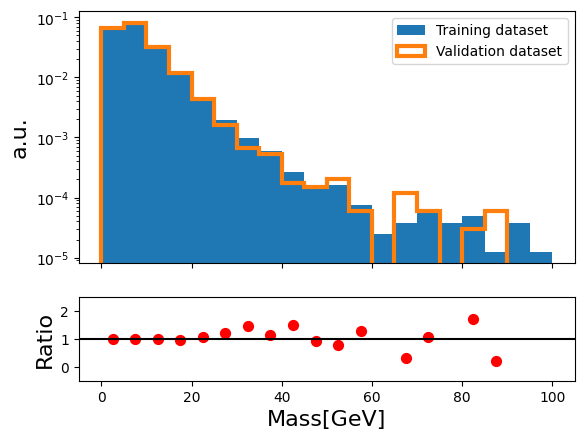 Training dataset
Validation dataset
a.u.
10⁻¹
10⁻²
10⁻³
10⁻⁴
10⁻⁵
Ratio
2
1
0
0 20 40 60 80 100
Mass[GeV]